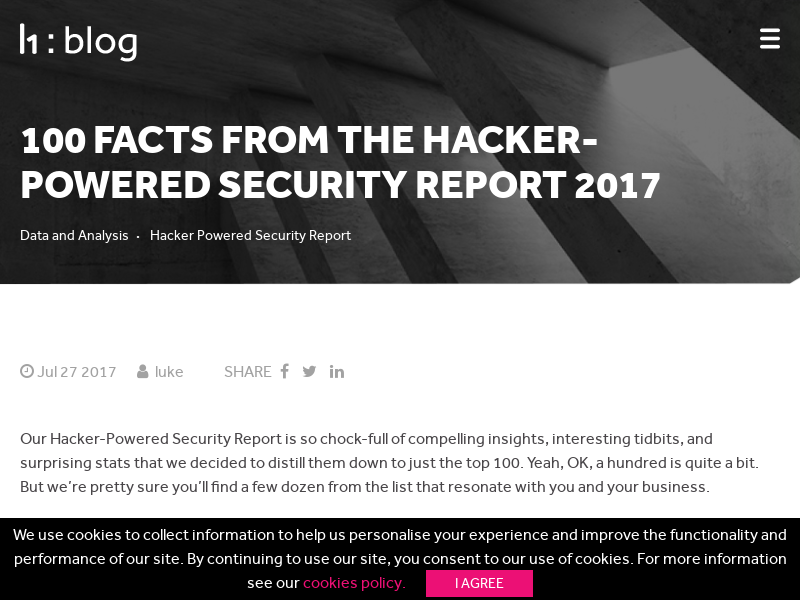 h1 : blog
100 FACTS FROM THE HACKER-
POWERED SECURITY REPORT 2017
Data and Analysis · Hacker Powered Security Report
Jul 27 2017 luke SHARE
Our Hacker-Powered Security Report is so chock-full of compelling insights, interesting tidbits, and
surprising stats that we decided to distill them down to just the top 100. Yeah, OK, a hundred is quite a bit.
But we’re pretty sure you’ll find a few dozen from the list that resonate with you and your business.
We use cookies to collect information to help us personalise your experience and improve the functionality and
performance of our site. By continuing to use our site, you consent to our use of cookies. For more information
see our cookies policy. I AGREE